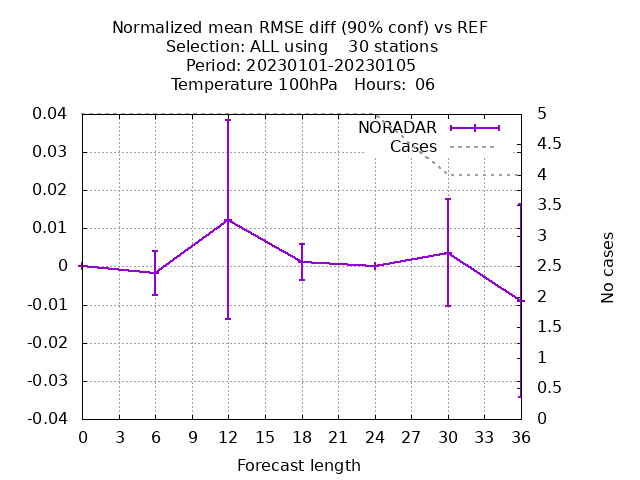 Normalized mean RMSE diff (90% conf) vs REF
Selection: ALL using    30 stations
Period: 20230101-20230105
Temperature 100hPa   Hours:  06
0.04
0.03
0.02
0.01
0
-0.01
-0.02
-0.03
-0.04
NORADAR
Cases
5
4.5
4
3.5
3
2.5
2
1.5
1
0.5
0
No cases
0 3 6 9 12 15 18 21 24 27 30 33 36
Forecast length